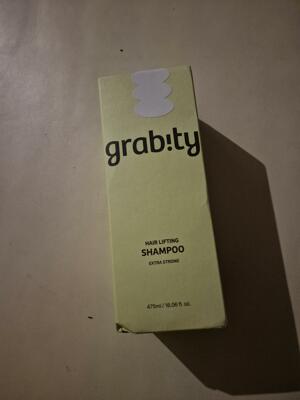 grab!ty
HAIR LIFTING
SHAMPOO
EXTRA STRONG
475ml / 16.06 fl. oz.